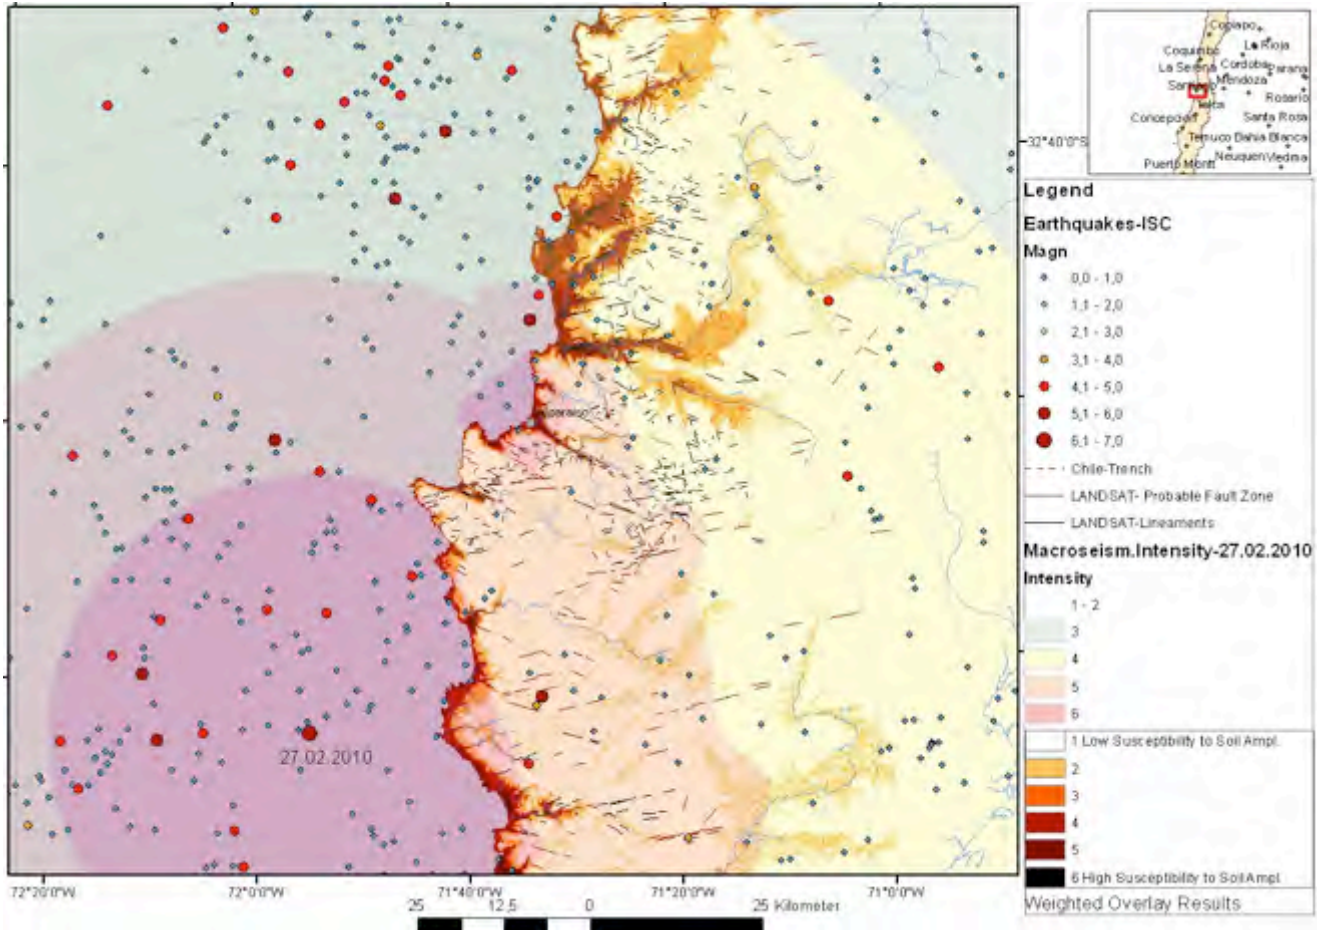 Copiapo
Coquimbo
La Rioja
La Serena
Cordoba
Parana
Mendoza
Rosario
Concepcion
Santa Rosa
Temuco
Bahia Blanca
Neuquen
Viedma
Puerto Montt
32°40'0"S
Legend
Earthquakes-ISC
Magn
0,0 - 1,0
1,1 - 2,0
2,1 - 3,0
3,1 - 4,0
4,1 - 5,0
5,1 - 6,0
6,1 - 7,0
Chile-Trench
LANDSAT- Probable Fault Zone
LANDSAT-Lineaments
Macroseism.Intensity-27.02.2010
Intensity
1 - 2
3
4
5
6
1 Low Susceptibility to Soil Ampl.
2
3
4
5
6 High Susceptibility to Soil Ampl.
Weighted Overlay Results
27.02.2010
72°20'0"W
72°0'0"W
71°40'0"W
71°20'0"W
71°0'0"W
25 12,5 0 25 Kilometer